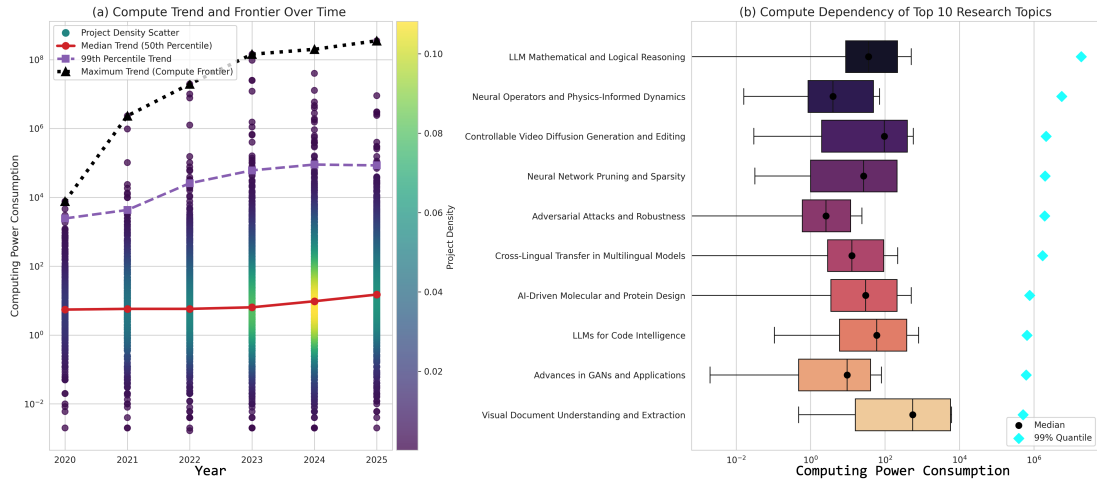 (a) Compute Trend and Frontier Over Time
Project Density Scatter
Median Trend (50th Percentile)
99th Percentile Trend
Maximum Trend (Compute Frontier)
Computing Power Consumption
10⁸
10⁶
10⁴
10²
10⁰
10⁻²
2020
2021
2022
2023
2024
2025
Year
0.10
0.08
0.06
0.04
0.02
Project Density
(b) Compute Dependency of Top 10 Research Topics
LLM Mathematical and Logical Reasoning
Neural Operators and Physics-Informed Dynamics
Controllable Video Diffusion Generation and Editing
Neural Network Pruning and Sparsity
Adversarial Attacks and Robustness
Cross-Lingual Transfer in Multilingual Models
AI-Driven Molecular and Protein Design
LLMs for Code Intelligence
Advances in GANs and Applications
Visual Document Understanding and Extraction
Median
99% Quantile
10⁻²
10⁰
10²
10⁴
10⁶
Computing Power Consumption